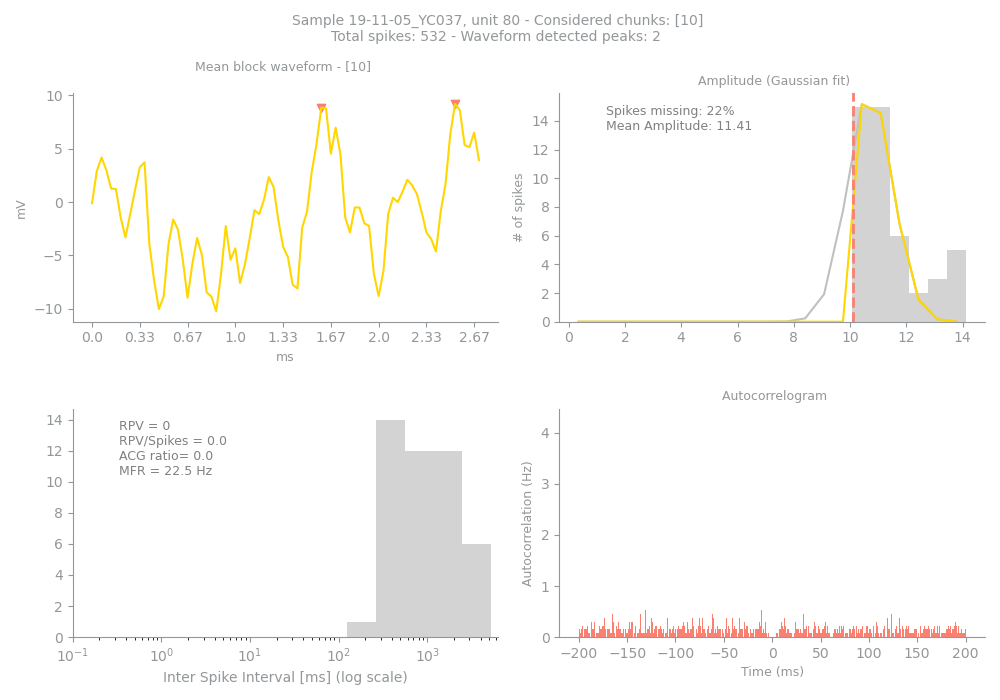 Sample 19-11-05_YC037, unit 80 - Considered chunks: [10]
Total spikes: 532 - Waveform detected peaks: 2
Mean block waveform - [10]
10
5
0
−5
−10
mV
0.0 0.33 0.67 1.0 1.33 1.67 2.0 2.33 2.67
ms
Amplitude (Gaussian fit)
Spikes missing: 22%
Mean Amplitude: 11.41
14
12
10
8
6
4
2
0
# of spikes
0 2 4 6 8 10 12 14
RPV = 0
RPV/Spikes = 0.0
ACG ratio= 0.0
MFR = 22.5 Hz
14
12
10
8
6
4
2
0
10⁻¹ 10⁰ 10¹ 10² 10³
Inter Spike Interval [ms] (log scale)
Autocorrelogram
4
3
2
1
0
Autocorrelation (Hz)
−200 −150 −100 −50 0 50 100 150 200
Time (ms)